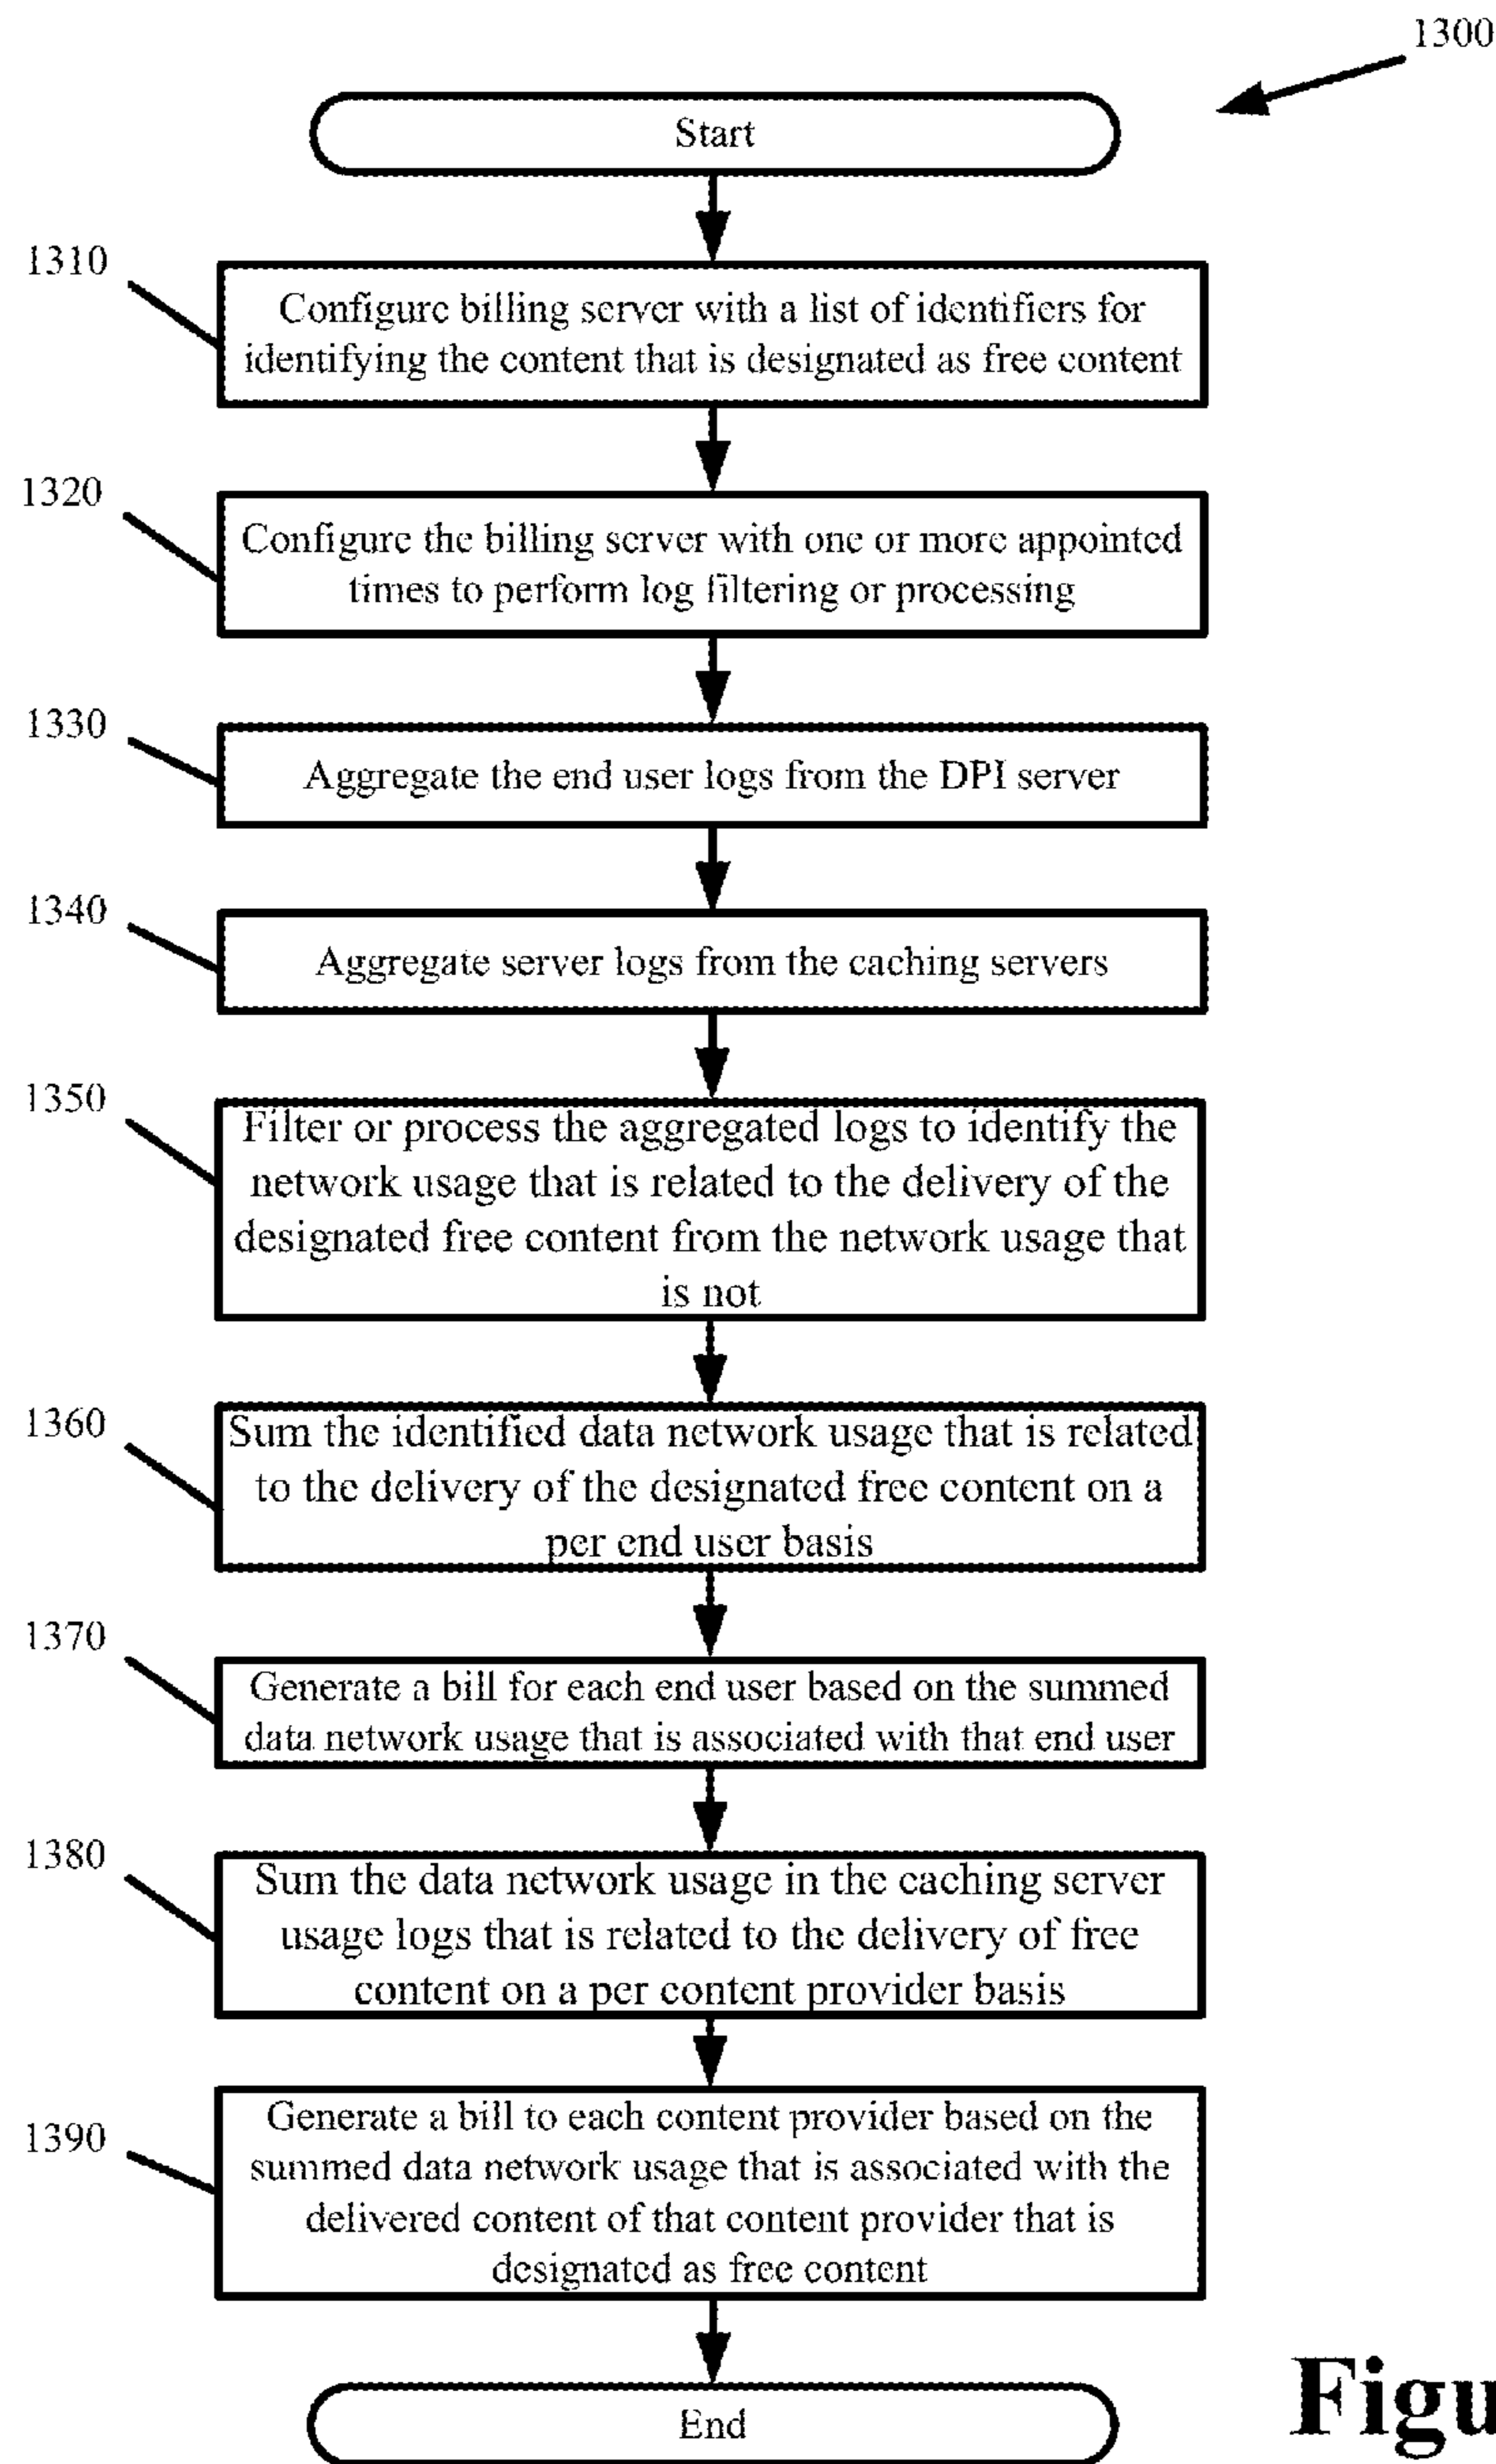 1300
Start
1310
Configure billing server with a list of identifiers for
identifying the content that is designated as free content
1320
Configure the billing server with one or more appointed
times to perform log filtering or processing
1330
Aggregate the end user logs from the DPI server
1340
Aggregate server logs from the caching servers
1350
Filter or process the aggregated logs to identify the
network usage that is related to the delivery of the
designated free content from the network usage that
is not
1360
Sum the identified data network usage that is related
to the delivery of the designated free content on a
per end user basis
1370
Generate a bill for each end user based on the summed
data network usage that is associated with that end user
1380
Sum the data network usage in the caching server
usage logs that is related to the delivery of free
content on a per content provider basis
1390
Generate a bill to each content provider based on the
summed data network usage that is associated with the
delivered content of that content provider that is
designated as free content
End
Figu